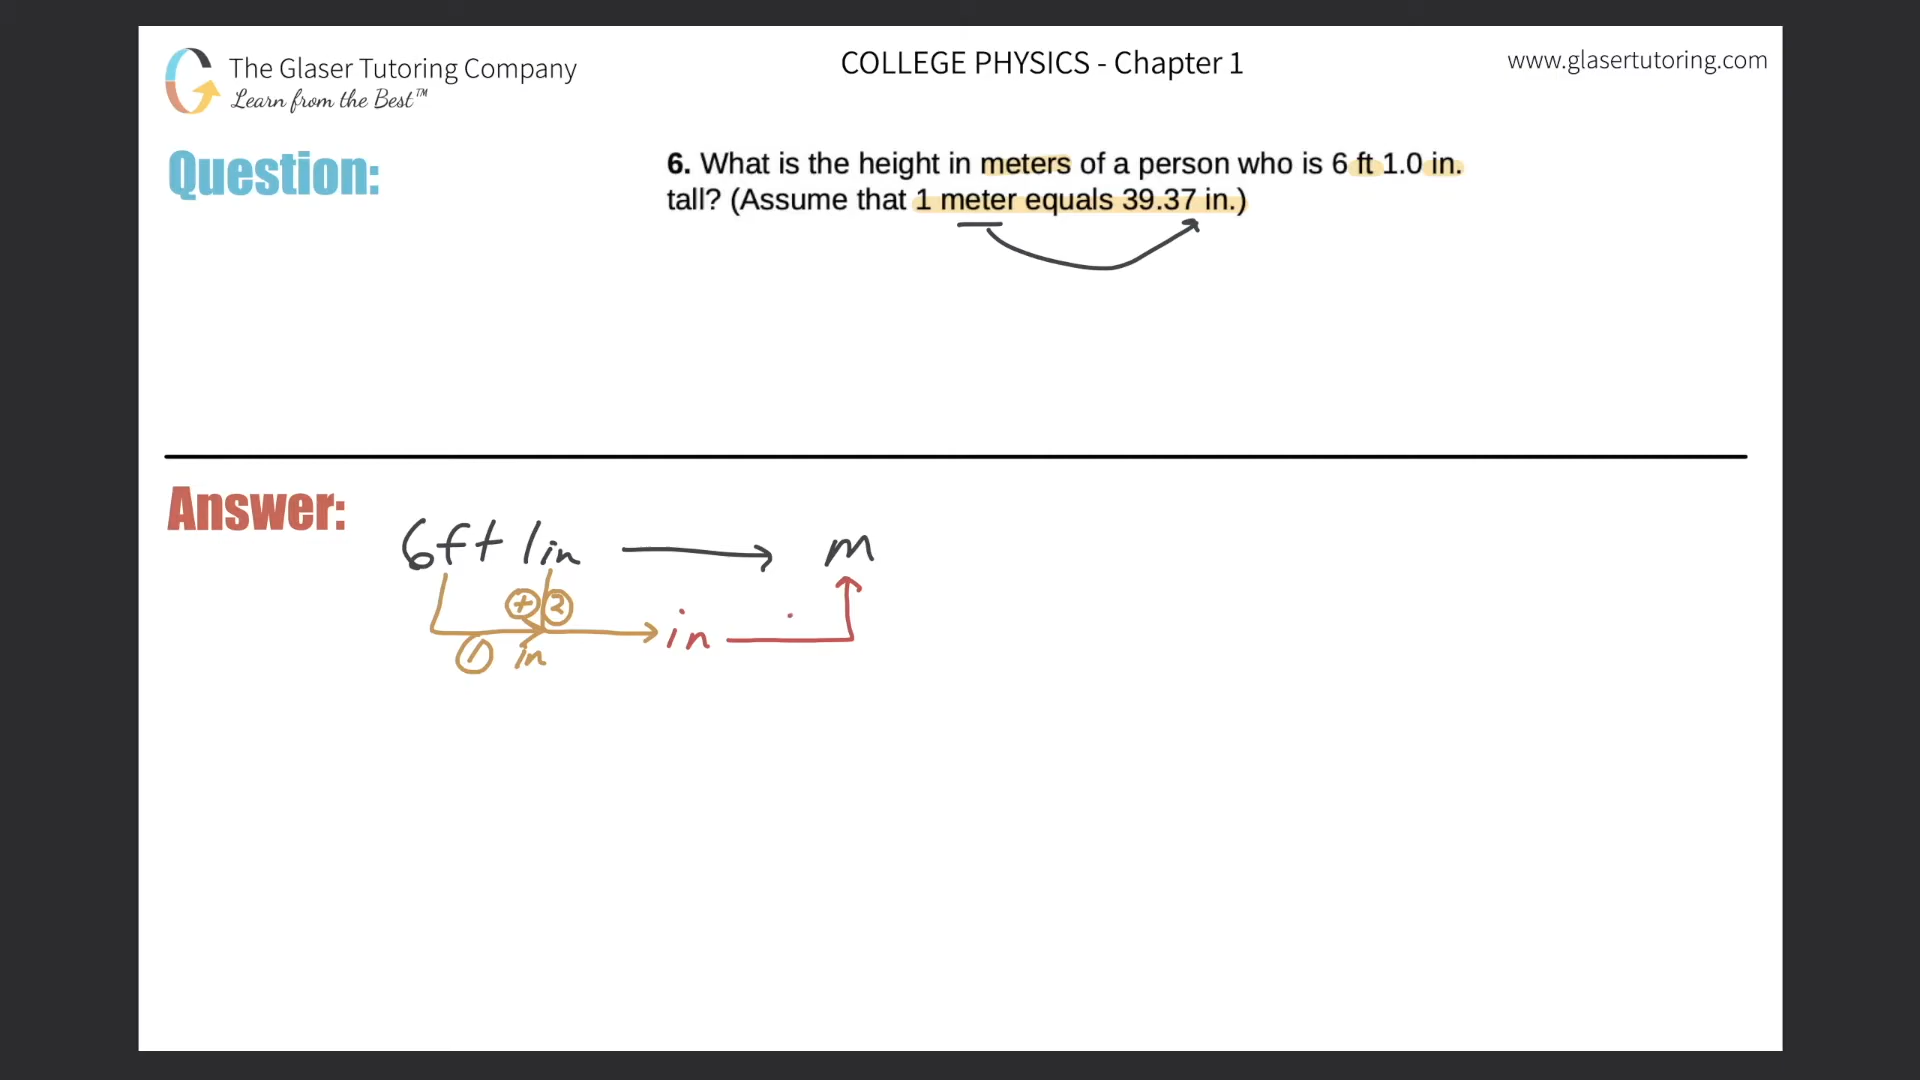 The Glaser Tutoring Company
Learn from the Best™
COLLEGE PHYSICS - Chapter 1
www.glasertutoring.com
Question:
6. What is the height in meters of a person who is 6 ft 1.0 in.
tall? (Assume that 1 meter equals 39.37 in.)
Answer:
6ft 1in → m
+ 2
in
1 in